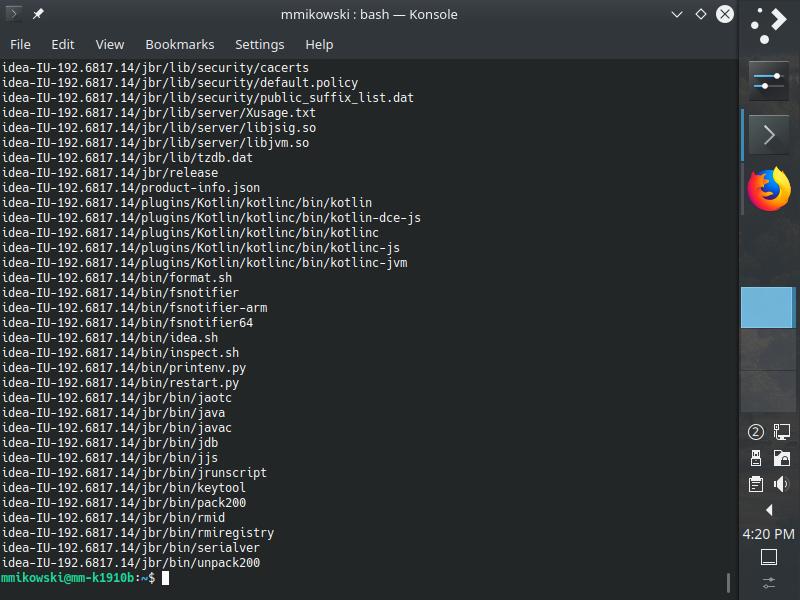 mmikowski : bash — Konsole
File Edit View Bookmarks Settings Help
idea-IU-192.6817.14/jbr/lib/security/cacerts
idea-IU-192.6817.14/jbr/lib/security/default.policy
idea-IU-192.6817.14/jbr/lib/security/public_suffix_list.dat
idea-IU-192.6817.14/jbr/lib/server/Xusage.txt
idea-IU-192.6817.14/jbr/lib/server/libjsig.so
idea-IU-192.6817.14/jbr/lib/server/libjvm.so
idea-IU-192.6817.14/jbr/lib/tzdb.dat
idea-IU-192.6817.14/jbr/release
idea-IU-192.6817.14/product-info.json
idea-IU-192.6817.14/plugins/Kotlin/kotlinc/bin/kotlin
idea-IU-192.6817.14/plugins/Kotlin/kotlinc/bin/kotlin-dce-js
idea-IU-192.6817.14/plugins/Kotlin/kotlinc/bin/kotlinc
idea-IU-192.6817.14/plugins/Kotlin/kotlinc/bin/kotlinc-js
idea-IU-192.6817.14/plugins/Kotlin/kotlinc/bin/kotlinc-jvm
idea-IU-192.6817.14/bin/format.sh
idea-IU-192.6817.14/bin/fsnotifier
idea-IU-192.6817.14/bin/fsnotifier-arm
idea-IU-192.6817.14/bin/fsnotifier64
idea-IU-192.6817.14/bin/idea.sh
idea-IU-192.6817.14/bin/inspect.sh
idea-IU-192.6817.14/bin/printenv.py
idea-IU-192.6817.14/bin/restart.py
idea-IU-192.6817.14/jbr/bin/jaotc
idea-IU-192.6817.14/jbr/bin/java
idea-IU-192.6817.14/jbr/bin/javac
idea-IU-192.6817.14/jbr/bin/jdb
idea-IU-192.6817.14/jbr/bin/jjs
idea-IU-192.6817.14/jbr/bin/jrunscript
idea-IU-192.6817.14/jbr/bin/keytool
idea-IU-192.6817.14/jbr/bin/pack200
idea-IU-192.6817.14/jbr/bin/rmid
idea-IU-192.6817.14/jbr/bin/rmiregistry
idea-IU-192.6817.14/jbr/bin/serialver
idea-IU-192.6817.14/jbr/bin/unpack200
mmikowski@mm-k1910b:~$
2
4:20 PM